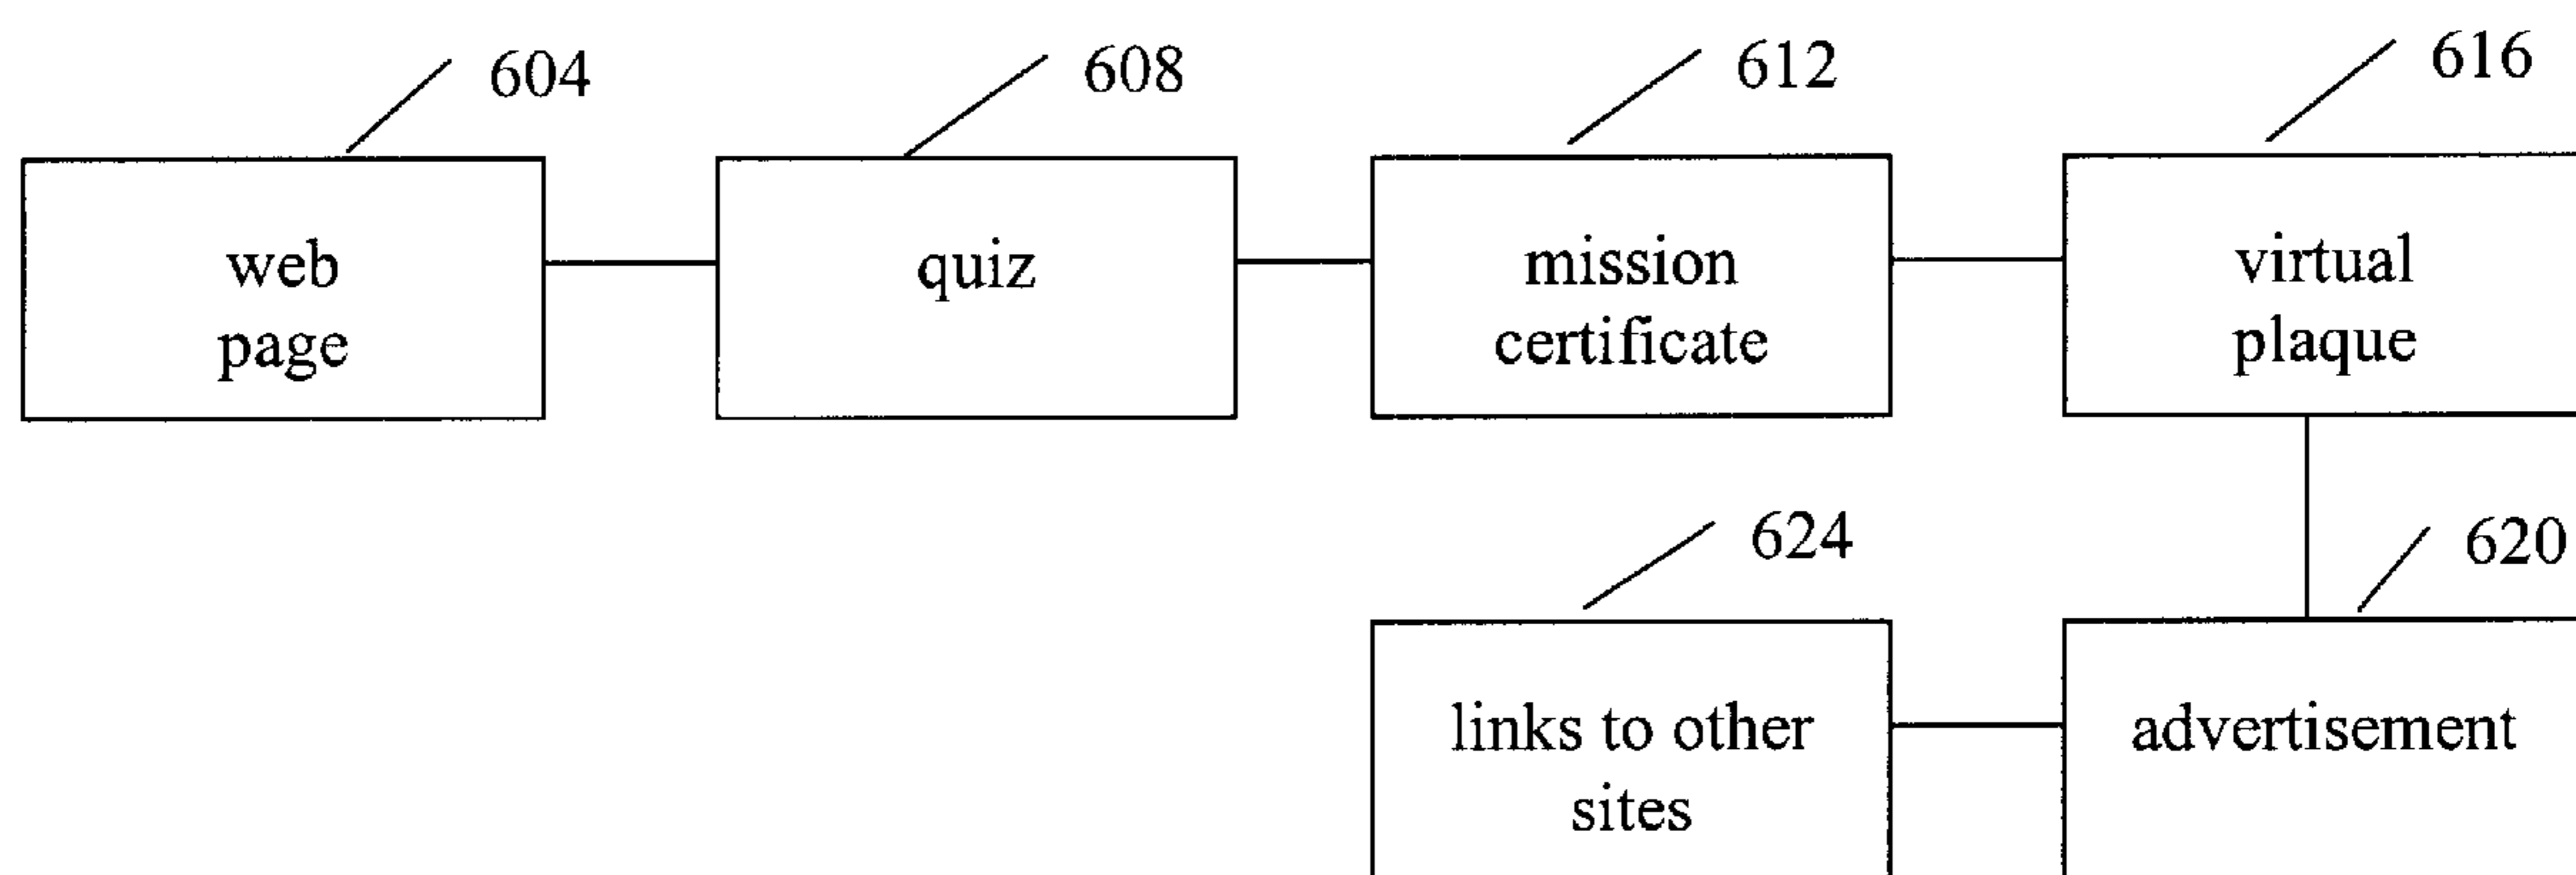 604
608
612
616
web
page
quiz
mission
certificate
virtual
plaque
624
620
links to other
sites
advertisement